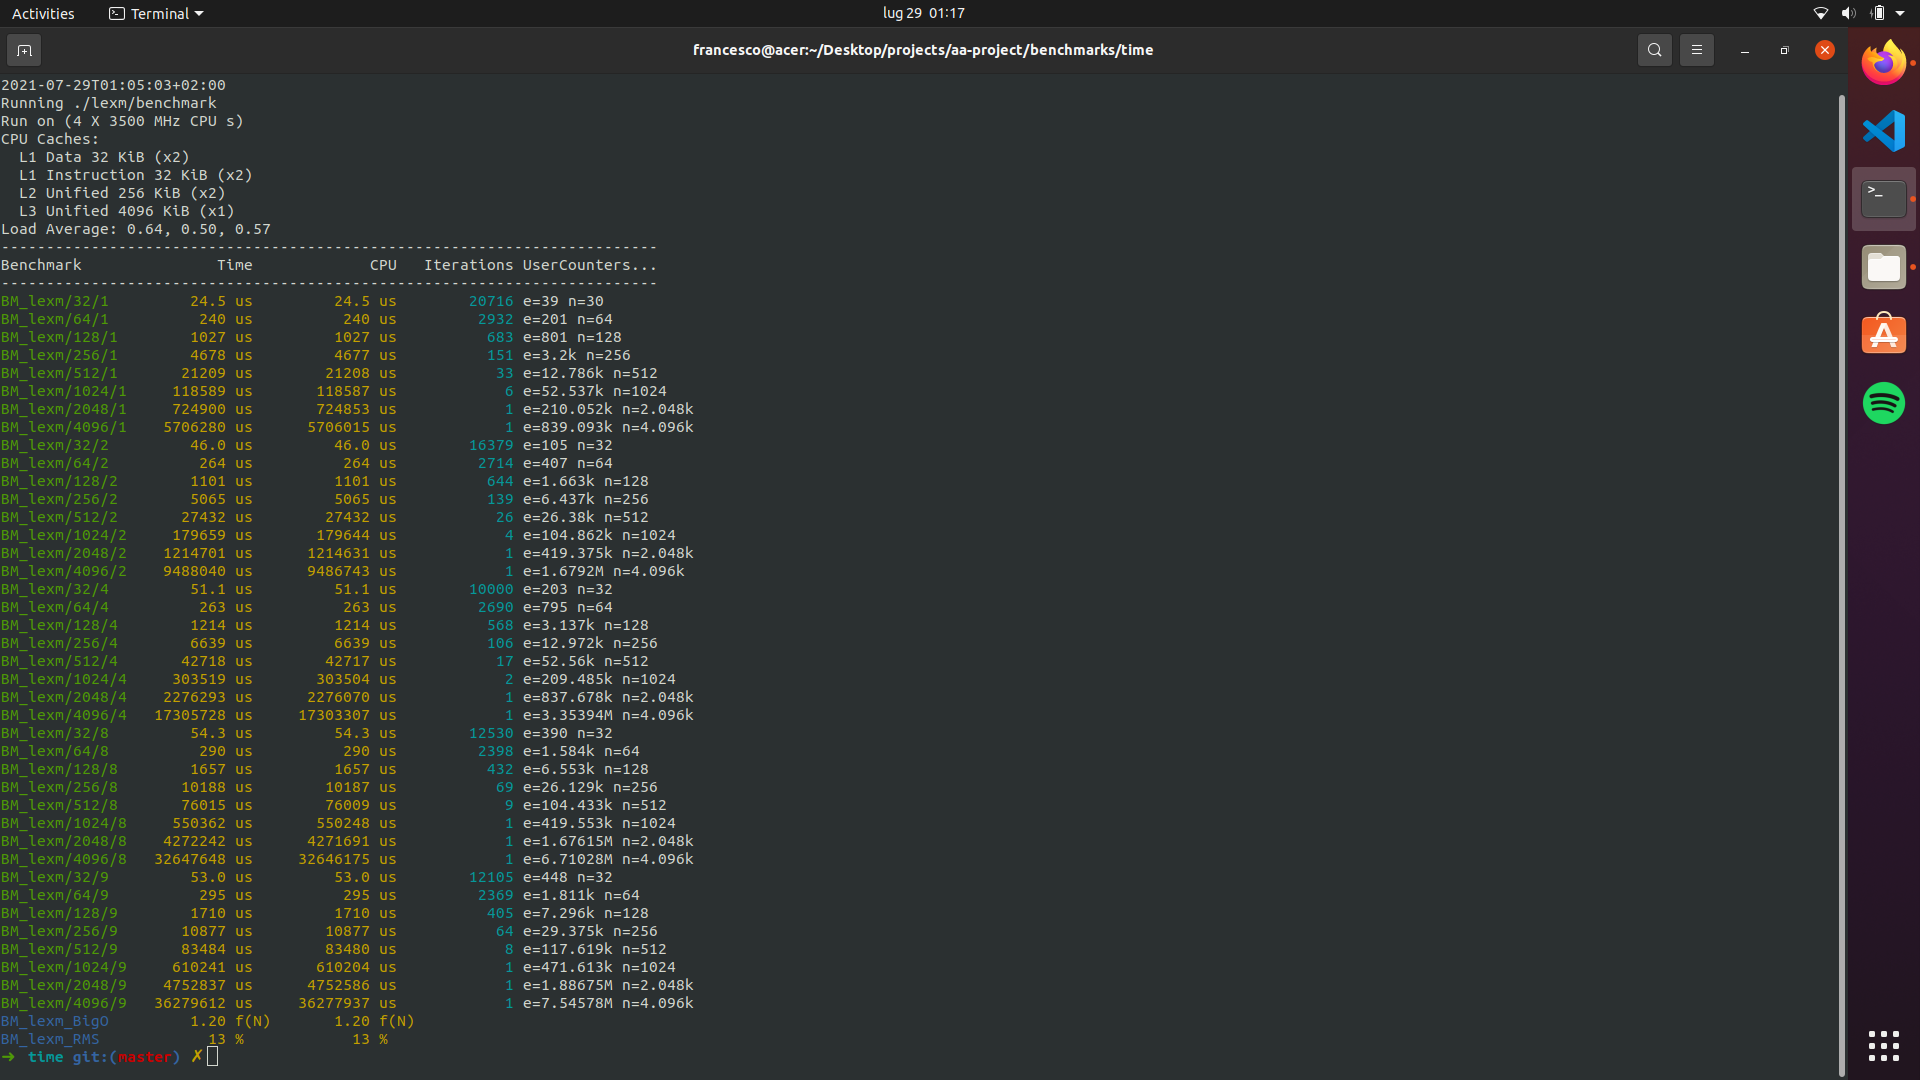 Activities Terminal lug 29 01:17
francesco@acer:~/Desktop/projects/aa-project/benchmarks/time
2021-07-29T01:05:03+02:00
Running ./lexm/benchmark
Run on (4 X 3500 MHz CPU s)
CPU Caches:
  L1 Data 32 KiB (x2)
  L1 Instruction 32 KiB (x2)
  L2 Unified 256 KiB (x2)
  L3 Unified 4096 KiB (x1)
Load Average: 0.64, 0.50, 0.57
-------------------------------------------------------------------------
Benchmark               Time             CPU   Iterations UserCounters...
-------------------------------------------------------------------------
BM_lexm/32/1         24.5 us         24.5 us        20716 e=39 n=30
BM_lexm/64/1          240 us          240 us         2932 e=201 n=64
BM_lexm/128/1        1027 us         1027 us          683 e=801 n=128
BM_lexm/256/1        4678 us         4677 us          151 e=3.2k n=256
BM_lexm/512/1       21209 us        21208 us           33 e=12.786k n=512
BM_lexm/1024/1     118589 us       118587 us            6 e=52.537k n=1024
BM_lexm/2048/1     724900 us       724853 us            1 e=210.052k n=2.048k
BM_lexm/4096/1    5706280 us      5706015 us            1 e=839.093k n=4.096k
BM_lexm/32/2         46.0 us         46.0 us        16379 e=105 n=32
BM_lexm/64/2          264 us          264 us         2714 e=407 n=64
BM_lexm/128/2        1101 us         1101 us          644 e=1.663k n=128
BM_lexm/256/2        5065 us         5065 us          139 e=6.437k n=256
BM_lexm/512/2       27432 us        27432 us           26 e=26.38k n=512
BM_lexm/1024/2     179659 us       179644 us            4 e=104.862k n=1024
BM_lexm/2048/2    1214701 us      1214631 us            1 e=419.375k n=2.048k
BM_lexm/4096/2    9488040 us      9486743 us            1 e=1.6792M n=4.096k
BM_lexm/32/4         51.1 us         51.1 us        10000 e=203 n=32
BM_lexm/64/4          263 us          263 us         2690 e=795 n=64
BM_lexm/128/4        1214 us         1214 us          568 e=3.137k n=128
BM_lexm/256/4        6639 us         6639 us          106 e=12.972k n=256
BM_lexm/512/4       42718 us        42717 us           17 e=52.56k n=512
BM_lexm/1024/4     303519 us       303504 us            2 e=209.485k n=1024
BM_lexm/2048/4    2276293 us      2276070 us            1 e=837.678k n=2.048k
BM_lexm/4096/4   17305728 us     17303307 us            1 e=3.35394M n=4.096k
BM_lexm/32/8         54.3 us         54.3 us        12530 e=390 n=32
BM_lexm/64/8          290 us          290 us         2398 e=1.584k n=64
BM_lexm/128/8        1657 us         1657 us          432 e=6.553k n=128
BM_lexm/256/8       10188 us        10187 us           69 e=26.129k n=256
BM_lexm/512/8       76015 us        76009 us            9 e=104.433k n=512
BM_lexm/1024/8     550362 us       550248 us            1 e=419.553k n=1024
BM_lexm/2048/8    4272242 us      4271691 us            1 e=1.67615M n=2.048k
BM_lexm/4096/8   32647648 us     32646175 us            1 e=6.71028M n=4.096k
BM_lexm/32/9         53.0 us         53.0 us        12105 e=448 n=32
BM_lexm/64/9          295 us          295 us         2369 e=1.811k n=64
BM_lexm/128/9        1710 us         1710 us          405 e=7.296k n=128
BM_lexm/256/9       10877 us        10877 us           64 e=29.375k n=256
BM_lexm/512/9       83484 us        83480 us            8 e=117.619k n=512
BM_lexm/1024/9     610241 us       610204 us            1 e=471.613k n=1024
BM_lexm/2048/9    4752837 us      4752586 us            1 e=1.88675M n=2.048k
BM_lexm/4096/9   36279612 us     36277937 us            1 e=7.54578M n=4.096k
BM_lexm_BigO         1.20 f(N)       1.20 f(N)
BM_lexm_RMS            13 %            13 %
➜  time git:(master) ✗